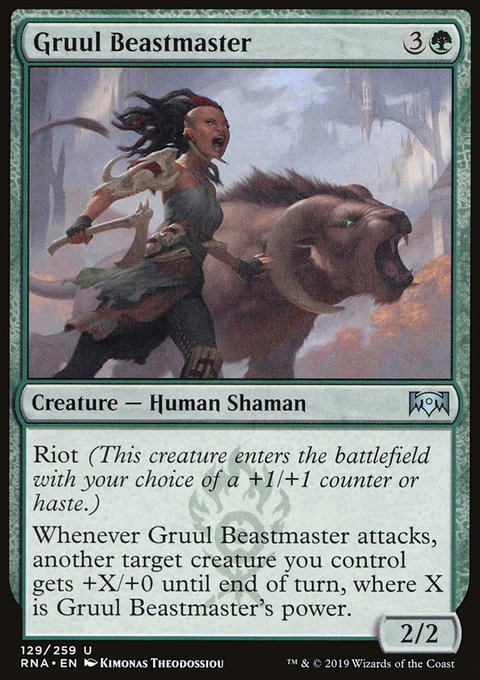 Gruul Beastmaster 3
Creature — Human Shaman
Riot (This creature enters the battlefield
with your choice of a +1/+1 counter or
haste.)
Whenever Gruul Beastmaster attacks,
another target creature you control
gets +X/+0 until end of turn, where X
is Gruul Beastmaster's power.
2/2
129/259 U
RNA • EN Kimonas Theodossiou
™ & © 2019 Wizards of the Coast